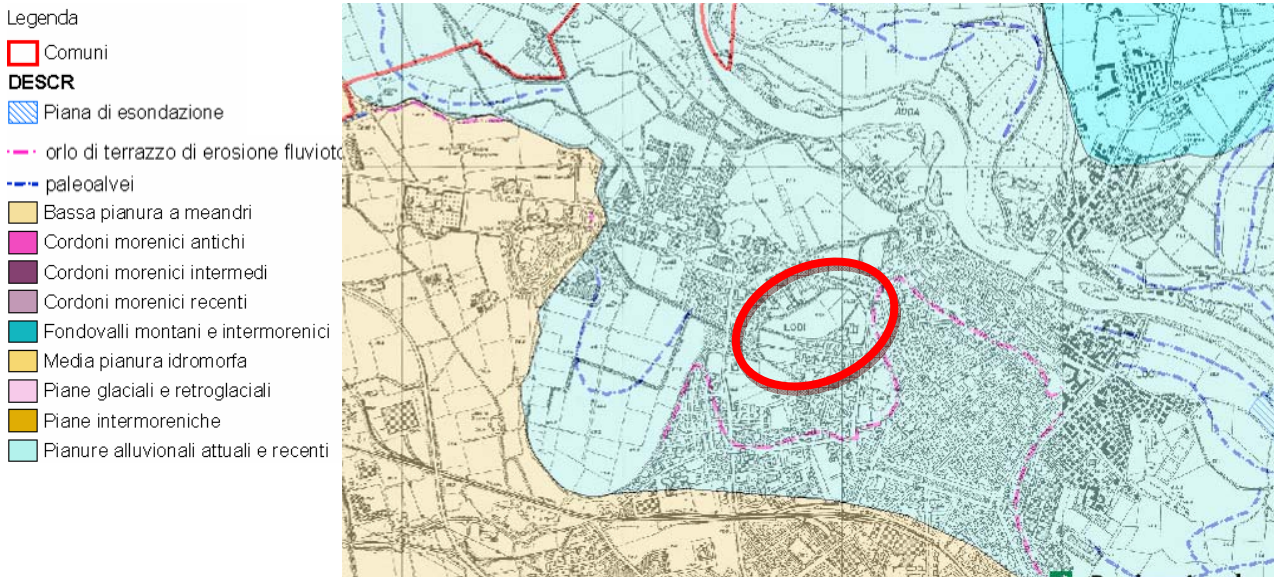 Legenda
Comuni
DESCR
Piana di esondazione
orlo di terrazzo di erosione fluvioto
paleoalvei
Bassa pianura a meandri
Cordoni morenici antichi
Cordoni morenici intermedi
Cordoni morenici recenti
Fondovalli montani e intermorenici
Media pianura idromorfa
Piane glaciali e retroglaciali
Piane intermoreniche
Pianure alluvionali attuali e recenti
ADDA
LODI